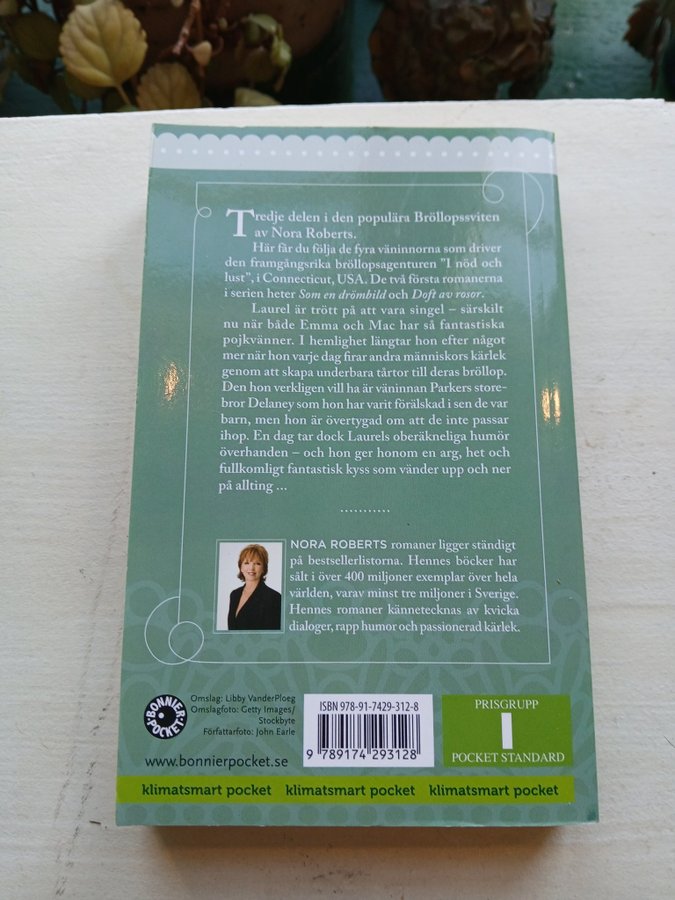 Tredje delen i den populära Bröllopssviten
av Nora Roberts.
Här får du följa de fyra väninnorna som driver
den framgångsrika bröllopsagenturen ”I nöd och
lust”, i Connecticut, USA. De två första romanerna
i serien heter Som en drömbild och Doft av rosor.
Laurel är trött på att vara singel – särskilt
nu när både Emma och Mac har så fantastiska
pojkvänner. I hemlighet längtar hon efter något
mer när hon varje dag firar andra människors kärlek
genom att skapa underbara tårtor till deras bröllop.
Den hon verkligen vill ha är väninnan Parkers store-
bror Delaney som hon har varit förälskad i sen de var
barn, men hon är övertygad om att de inte passar
ihop. En dag tar dock Laurels oberäkneliga humör
överhanden – och hon ger honom en arg, het och
fullkomligt fantastisk kyss som vänder upp och ner
på allting ...
...........
NORA ROBERTS romaner ligger ständigt
på bestsellerlistorna. Hennes böcker har
sålt i över 400 miljoner exemplar över hela
världen, varav minst tre miljoner i Sverige.
Hennes romaner kännetecknas av kvicka
dialoger, rapp humor och passionerad kärlek.
BONNIER POCKET
Omslag: Libby VanderPloeg
Omslagfoto: Getty Images/
Stockbyte
Författarfoto: John Earle
www.bonnierpocket.se
ISBN 978-91-7429-312-8
9 789174 293128
PRISGRUPP
1
POCKET STANDARD
klimatsmart pocket klimatsmart pocket klimatsmart pocket